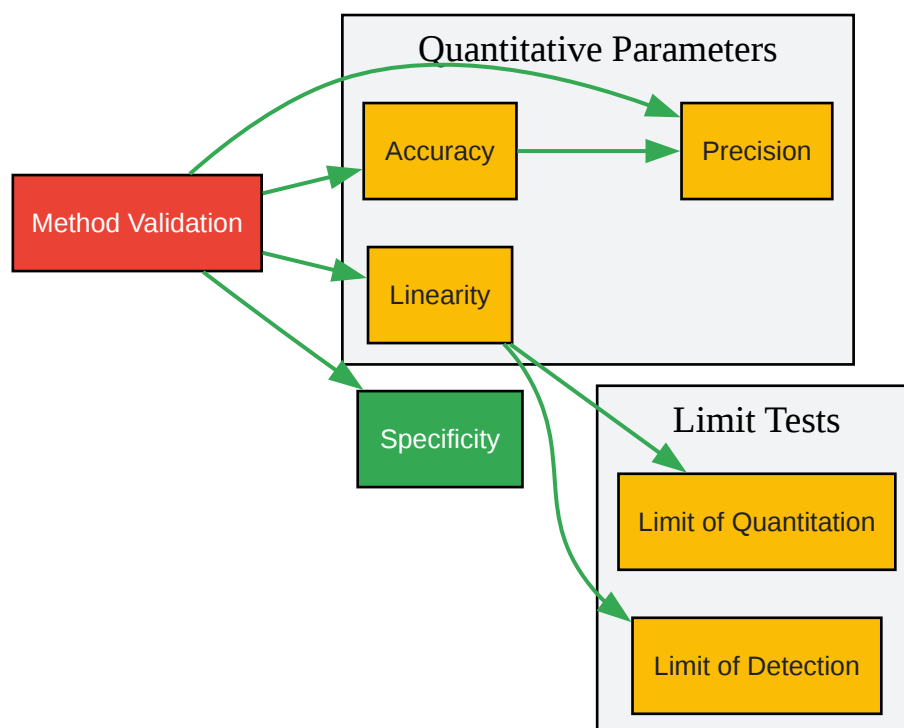 Quantitative Parameters
Accuracy
Precision
Method Validation
Linearity
Specificity
Limit Tests
Limit of Quantitation
Limit of Detection